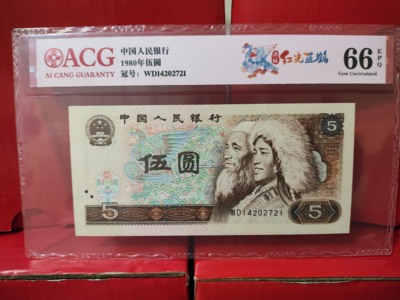 ACG
AI CANG GUARANTY
中国人民银行
1980年伍圆
冠号：WD14202721
红光蓝鹤
66
EPQ
Gem Uncirculated
中国人民银行
5
伍圆
5
WD14202721
5